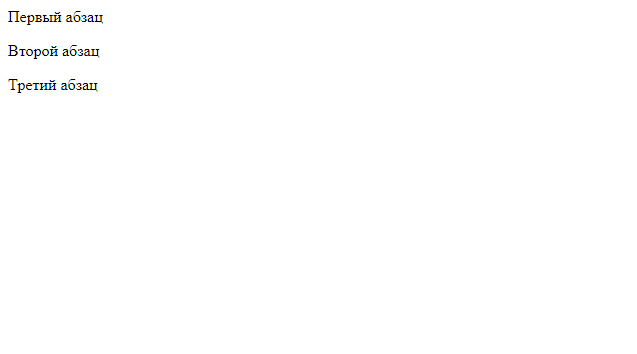 Первый абзац
Второй абзац
Третий абзац